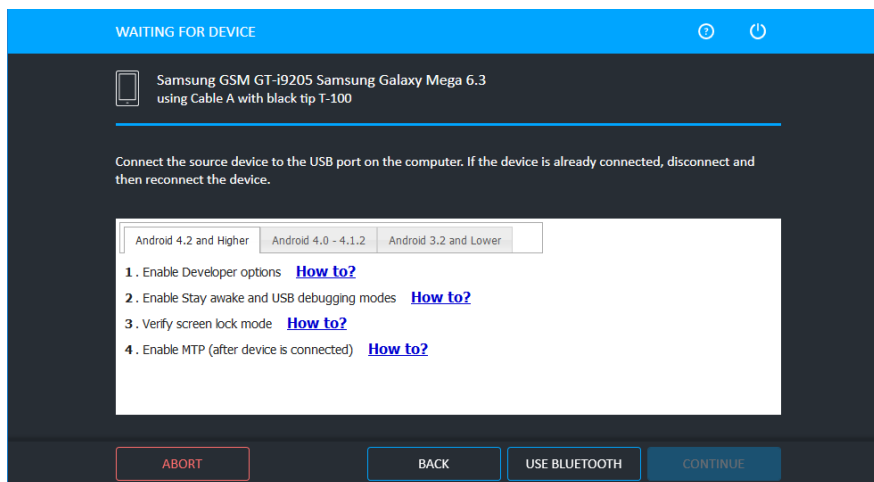 WAITING FOR DEVICE
Samsung GSM GT-i9205 Samsung Galaxy Mega 6.3
using Cable A with black tip T-100
Connect the source device to the USB port on the computer. If the device is already connected, disconnect and
then reconnect the device.
Android 4.2 and Higher Android 4.0 - 4.1.2 Android 3.2 and Lower
1 . Enable Developer options How to?
2 . Enable Stay awake and USB debugging modes How to?
3 . Verify screen lock mode How to?
4 . Enable MTP (after device is connected) How to?
ABORT BACK USE BLUETOOTH CONTINUE